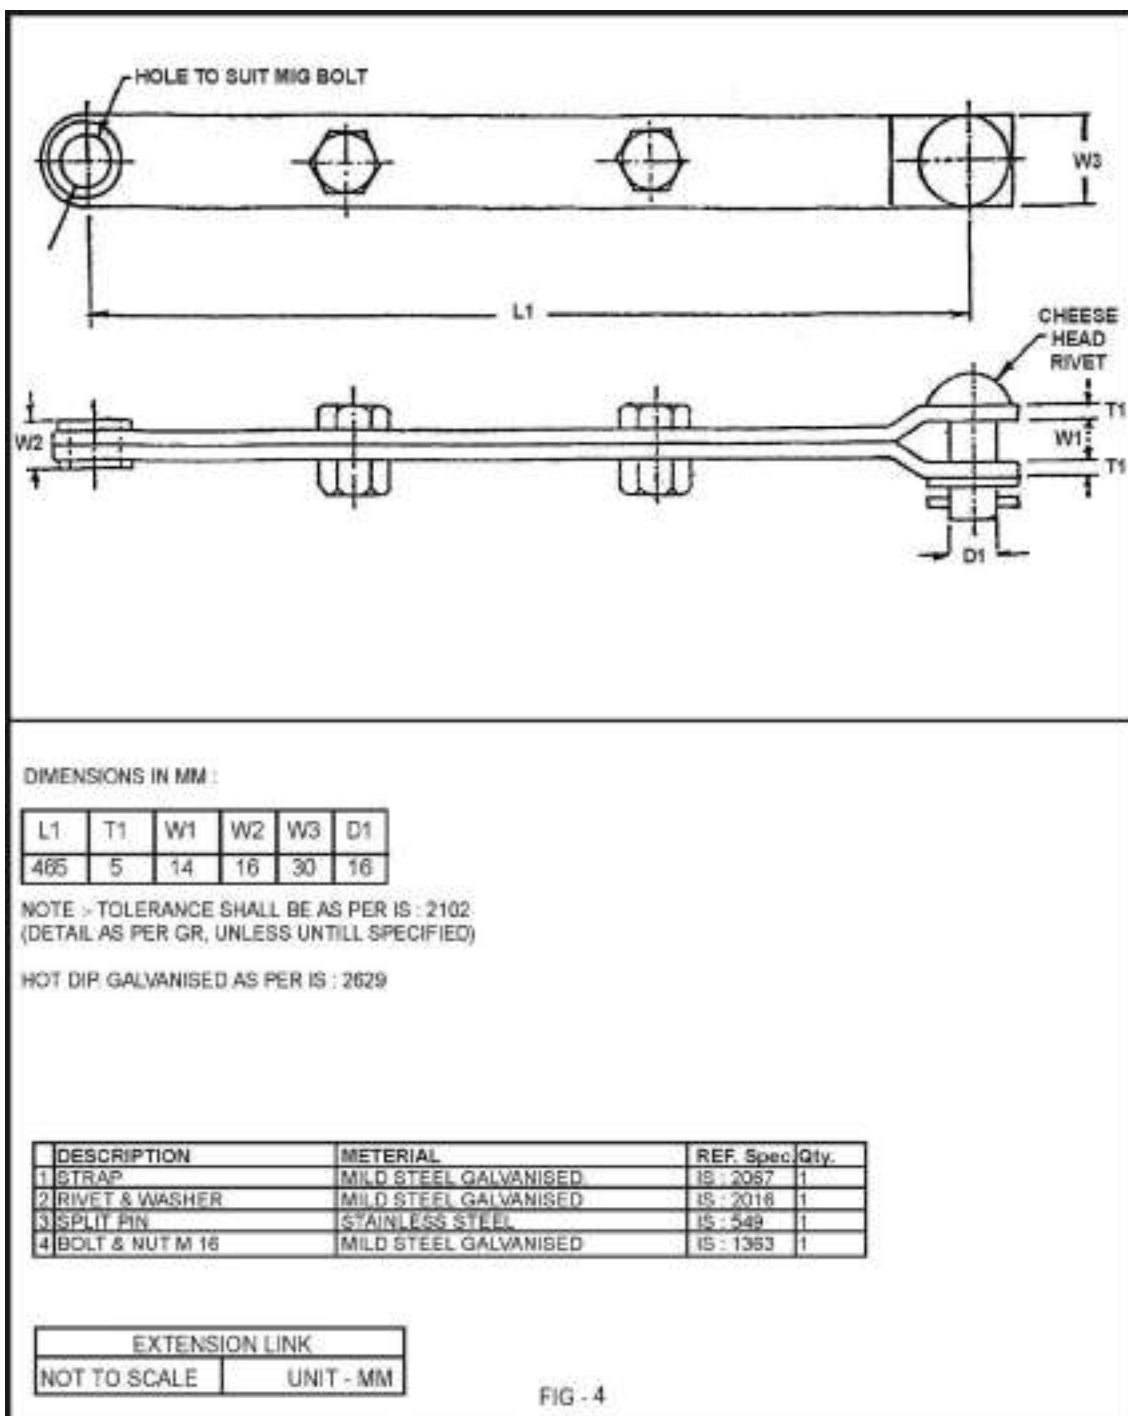 HOLE TO SUIT MIG BOLT
W3
L1
CHEESE
HEAD
RIVET
T1
W2
W1
T1
D1
DIMENSIONS IN MM :
L1 T1 W1 W2 W3 D1
465 5 14 16 30 16
NOTE :- TOLERANCE SHALL BE AS PER IS : 2102
(DETAIL AS PER GR, UNLESS UNTILL SPECIFIED)
HOT DIP. GALVANISED AS PER IS : 2629
DESCRIPTION METERIAL REF. Spec. Qty.
1 STRAP MILD STEEL GALVANISED. IS : 2067 1
2 RIVET & WASHER MILD STEEL GALVANISED IS : 2016 1
3 SPLIT PIN STAINLESS STEEL IS : 549 1
4 BOLT & NUT M 16 MILD STEEL GALVANISED IS : 1363 1
EXTENSION LINK
NOT TO SCALE UNIT - MM
FIG - 4